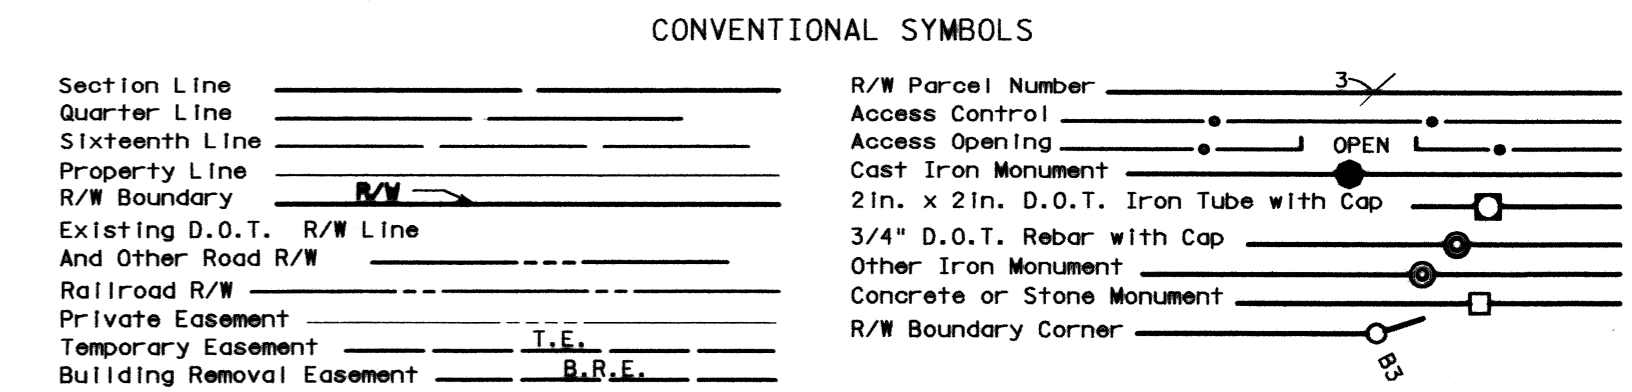 CONVENTIONAL SYMBOLS
Section Line
Quarter Line
Sixteenth Line
Property Line
R/W Boundary R/W
Existing D.O.T. R/W Line
And Other Road R/W
Railroad R/W
Private Easement
Temporary Easement T.E.
Building Removal Easement B.R.E.
R/W Parcel Number 3
Access Control
Access Opening OPEN
Cast Iron Monument
2in. x 2in. D.O.T. Iron Tube with Cap
3/4" D.O.T. Rebar with Cap
Other Iron Monument
Concrete or Stone Monument
R/W Boundary Corner
B3